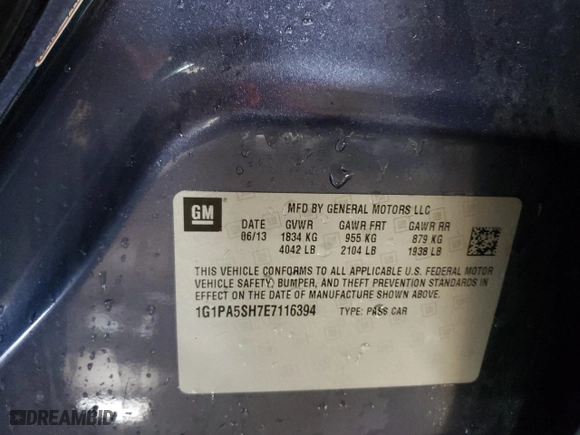 GM
MFD BY GENERAL MOTORS LLC
DATE GVWR GAWR FRT GAWR RR
06/13 1834 KG 955 KG 879 KG
4042 LB 2104 LB 1938 LB
THIS VEHICLE CONFORMS TO ALL APPLICABLE U.S. FEDERAL MOTOR
VEHICLE SAFETY, BUMPER, AND THEFT PREVENTION STANDARDS IN
EFFECT ON THE DATE OF MANUFACTURE SHOWN ABOVE.
1G1PA5SH7E7116394 TYPE: PASS CAR
DREAMBID